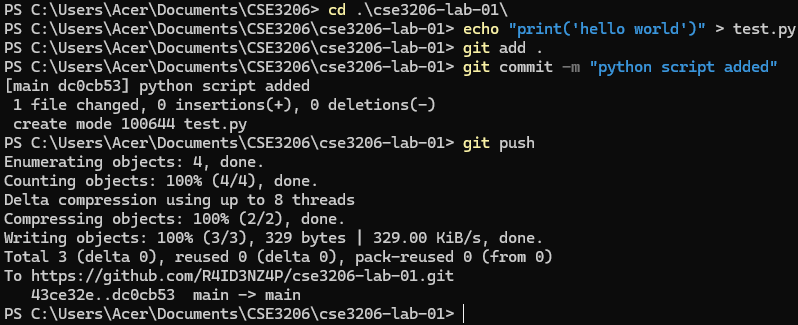 PS C:\Users\Acer\Documents\CSE3206> cd .\cse3206-lab-01\
PS C:\Users\Acer\Documents\CSE3206\cse3206-lab-01> echo "print('hello world')" > test.py
PS C:\Users\Acer\Documents\CSE3206\cse3206-lab-01> git add .
PS C:\Users\Acer\Documents\CSE3206\cse3206-lab-01> git commit -m "python script added"
[main dc0cb53] python script added
 1 file changed, 0 insertions(+), 0 deletions(-)
 create mode 100644 test.py
PS C:\Users\Acer\Documents\CSE3206\cse3206-lab-01> git push
Enumerating objects: 4, done.
Counting objects: 100% (4/4), done.
Delta compression using up to 8 threads
Compressing objects: 100% (2/2), done.
Writing objects: 100% (3/3), 329 bytes | 329.00 KiB/s, done.
Total 3 (delta 0), reused 0 (delta 0), pack-reused 0 (from 0)
To https://github.com/R4ID3NZ4P/cse3206-lab-01.git
   43ce32e..dc0cb53  main -> main
PS C:\Users\Acer\Documents\CSE3206\cse3206-lab-01>